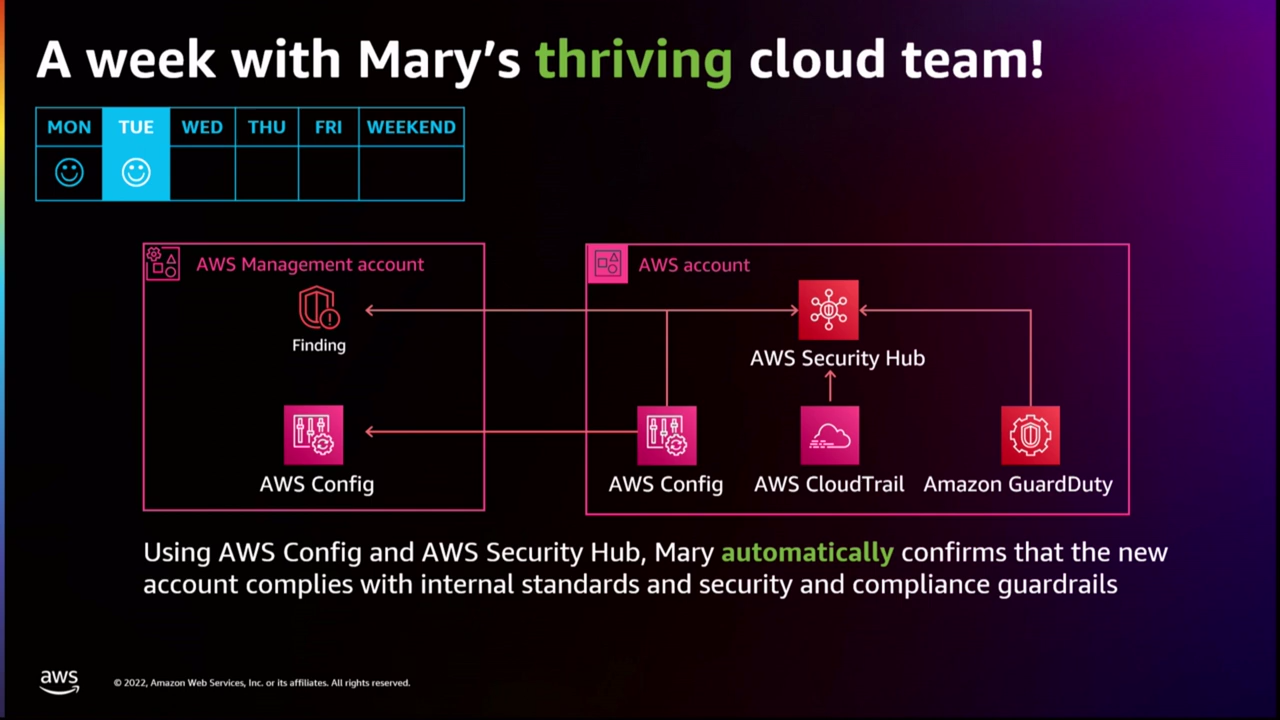 A week with Mary's thriving cloud team!
MON TUE WED THU FRI WEEKEND
AWS Management account
AWS account
Finding
AWS Security Hub
AWS Config
AWS Config
AWS CloudTrail
Amazon GuardDuty
Using AWS Config and AWS Security Hub, Mary automatically confirms that the new
account complies with internal standards and security and compliance guardrails
aws
© 2022, Amazon Web Services, Inc. or its affiliates. All rights reserved.